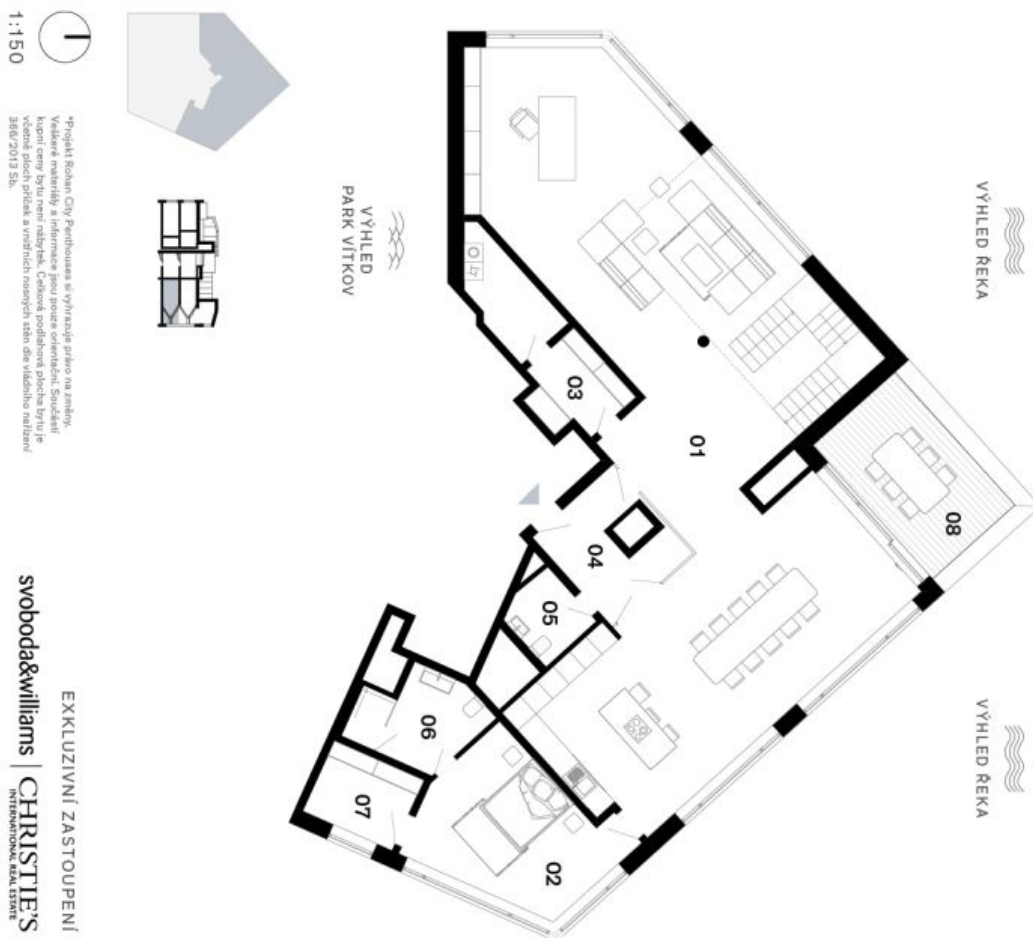 VÝHLED ŘEKA
VÝHLED ŘEKA
VÝHLED
PARK VÍTKOV
01
02
03
04
05
06
07
08
1:150
*Projekt Rohan City Penthouses si vyhrazuje právo na změny.
Veškeré materiály a informace jsou pouze orientační. Součástí
kupní ceny bytu není nábytek. Celková podlahová plocha bytu je
včetně ploch příček a vnitřních nosných stěn dle vládního nařízení
366/2013 Sb.
EXKLUZIVNÍ ZASTOUPENÍ
svoboda&williams | CHRISTIE'S
INTERNATIONAL REAL ESTATE